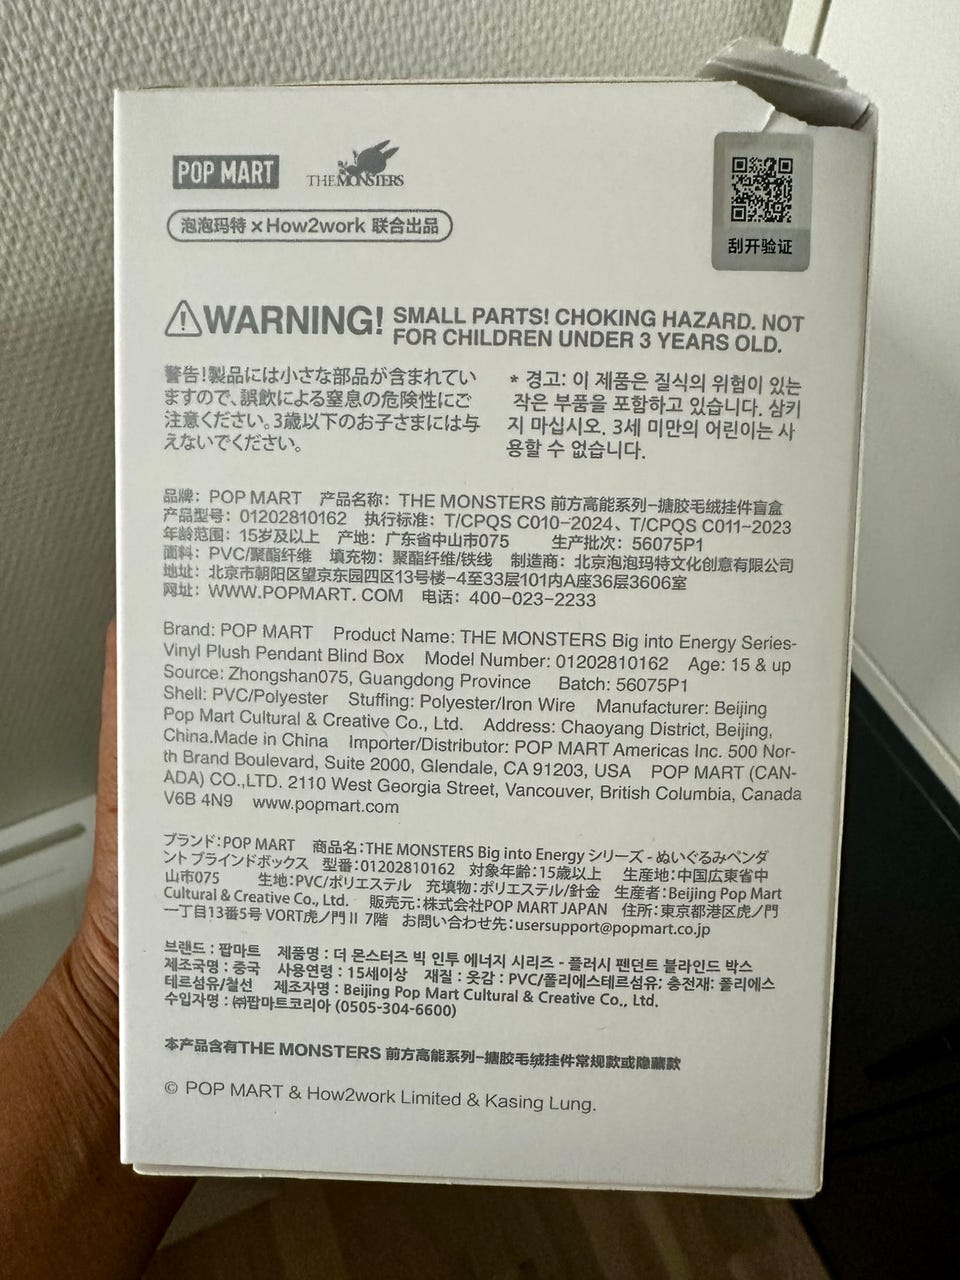 POP MART
THE MONSTERS
泡泡玛特 × How2work 联合出品
刮开验证
WARNING! SMALL PARTS! CHOKING HAZARD. NOT
FOR CHILDREN UNDER 3 YEARS OLD.
警告!製品には小さな部品が含まれてい
ますので、誤飲による窒息の危険性にご
注意ください。3歳以下のお子さまには与
えないでください。
* 경고: 이 제품은 질식의 위험이 있는
작은 부품을 포함하고 있습니다. 삼키
지 마십시오. 3세 미만의 어린이는 사
용할 수 없습니다.
品牌：POP MART 产品名称：THE MONSTERS 前方高能系列-搪胶毛绒挂件盲盒
产品型号：01202810162 执行标准：T/CPQS C010-2024、T/CPQS C011-2023
年龄范围：15岁及以上 产地：广东省中山市075 生产批次：56075P1
面料：PVC/聚酯纤维 填充物：聚酯纤维/铁线 制造商：北京泡泡玛特文化创意有限公司
地址：北京市朝阳区望京东园四区13号楼-4至33层101内A座36层3606室
网址：WWW.POPMART.COM 电话：400-023-2233
Brand: POP MART Product Name: THE MONSTERS Big into Energy Series-
Vinyl Plush Pendant Blind Box Model Number: 01202810162 Age: 15 & up
Source: Zhongshan075, Guangdong Province Batch: 56075P1
Shell: PVC/Polyester Stuffing: Polyester/Iron Wire Manufacturer: Beijing
Pop Mart Cultural & Creative Co., Ltd. Address: Chaoyang District, Beijing,
China.Made in China Importer/Distributor: POP MART Americas Inc. 500 Nor-
th Brand Boulevard, Suite 2000, Glendale, CA 91203, USA POP MART (CAN-
ADA) CO.,LTD. 2110 West Georgia Street, Vancouver, British Columbia, Canada
V6B 4N9 www.popmart.com
ブランド:POP MART 商品名:THE MONSTERS Big into Energy シリーズ - ぬいぐるみペンダ
ント ブラインドボックス 型番:01202810162 対象年齢:15歳以上 生産地:中国広東省中
山市075 生地:PVC/ポリエステル 充填物:ポリエステル/針金 生産者:Beijing Pop Mart
Cultural & Creative Co., Ltd. 販売元:株式会社POP MART JAPAN 住所:東京都港区虎ノ門
一丁目13番5号 VORT虎ノ門Ⅱ 7階 お問い合わせ先:usersupport@popmart.co.jp
브랜드 : 팝마트 제품명 : 더 몬스터즈 빅 인투 에너지 시리즈 - 플러시 펜던트 블라인드 박스
제조국명 : 중국 사용연령 : 15세이상 재질 : 옷감 : PVC/폴리에스테르섬유; 충전재: 폴리에스
테르섬유/철선 제조자명 : Beijing Pop Mart Cultural & Creative Co., Ltd.
수입자명 : ㈜팝마트코리아 (0505-304-6600)
本产品含有THE MONSTERS 前方高能系列-搪胶毛绒挂件常规款或隐藏款
© POP MART & How2work Limited & Kasing Lung.